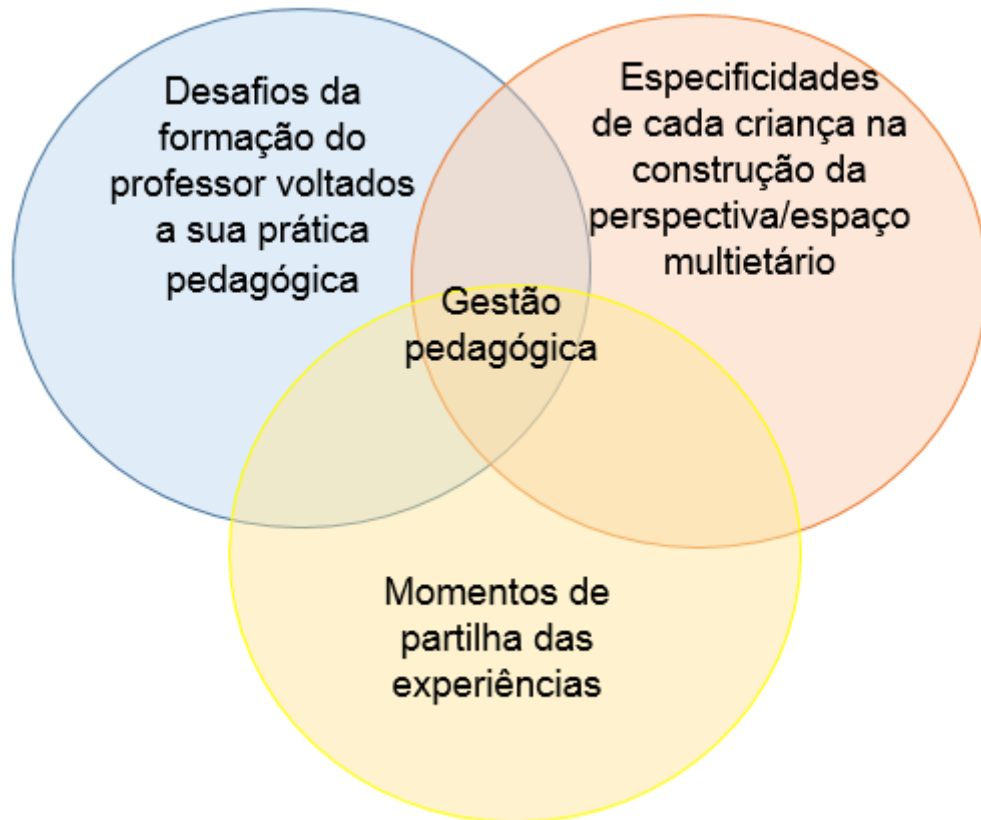 Desafios da
formação do
professor voltados
a sua prática
pedagógica
Especificidades
de cada criança na
construção da
perspectiva/espaço
multietário
Gestão
pedagógica
Momentos de
partilha das
experiências